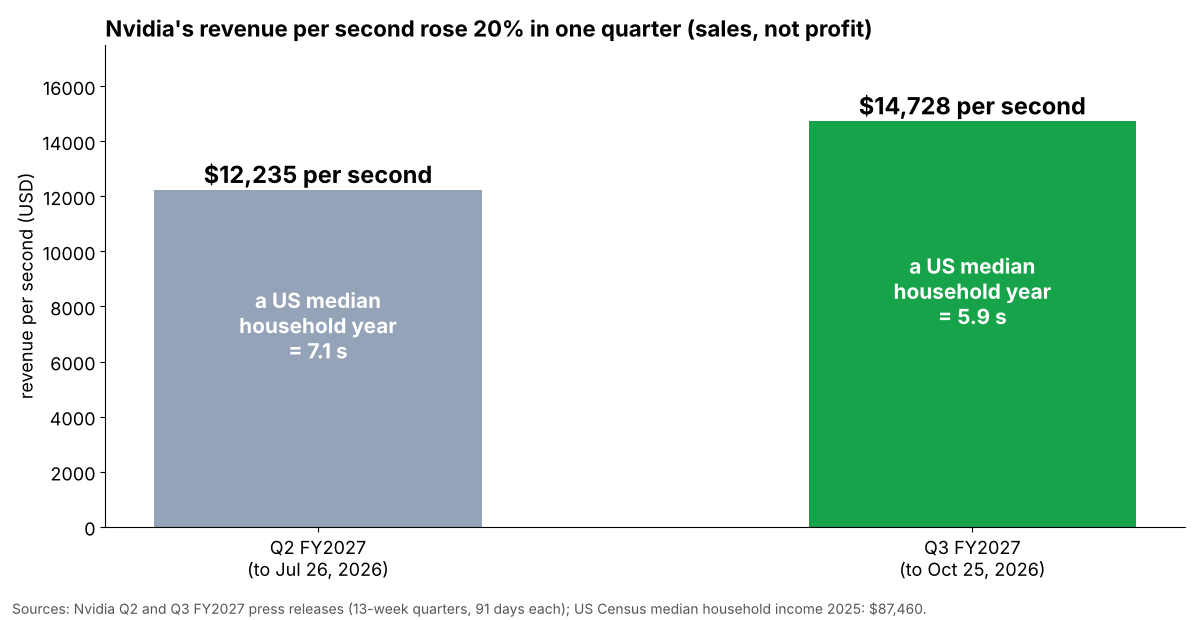 Nvidia's revenue per second rose 20% in one quarter (sales, not profit)
revenue per second (USD)
16000
14000
12000
10000
8000
6000
4000
2000
0
$12,235 per second
a US median
household year
= 7.1 s
$14,728 per second
a US median
household year
= 5.9 s
Q2 FY2027
(to Jul 26, 2026)
Q3 FY2027
(to Oct 25, 2026)
Sources: Nvidia Q2 and Q3 FY2027 press releases (13-week quarters, 91 days each); US Census median household income 2025: $87,460.